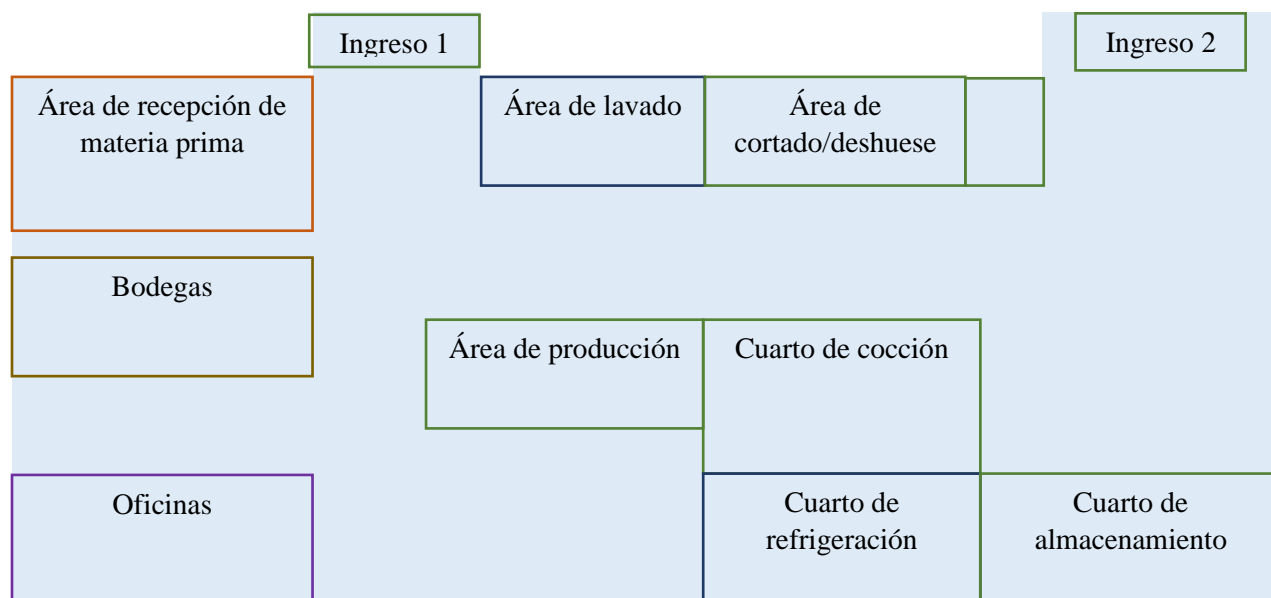 Ingreso 1
Ingreso 2
Área de recepción de
materia prima
Área de lavado
Área de
cortado/deshuese
Bodegas
Área de producción
Cuarto de cocción
Oficinas
Cuarto de
refrigeración
Cuarto de
almacenamiento